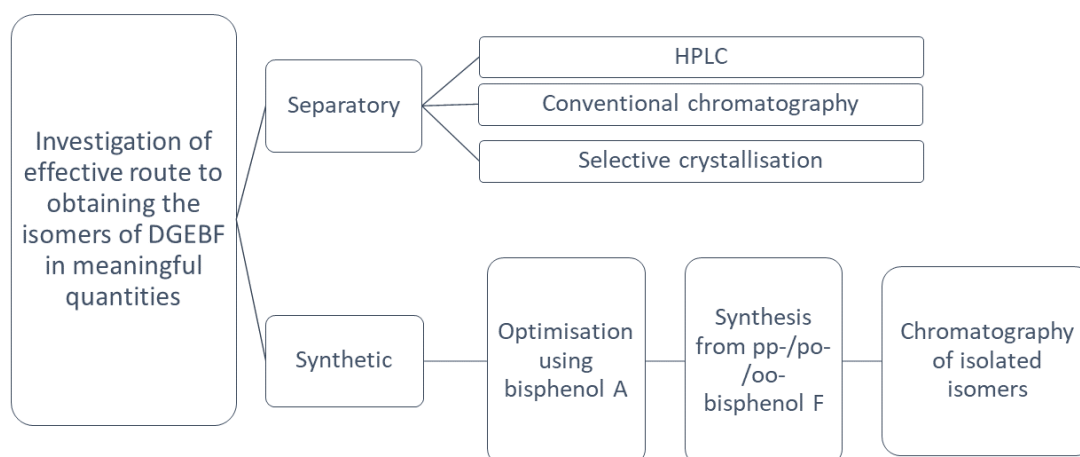 Investigation of
effective route to
obtaining the
isomers of DGEBF
in meaningful
quantities
Separatory
HPLC
Conventional chromatography
Selective crystallisation
Synthetic
Optimisation
using
bisphenol A
Synthesis
from pp-/po-
/oo-
bisphenol F
Chromatography
of isolated
isomers